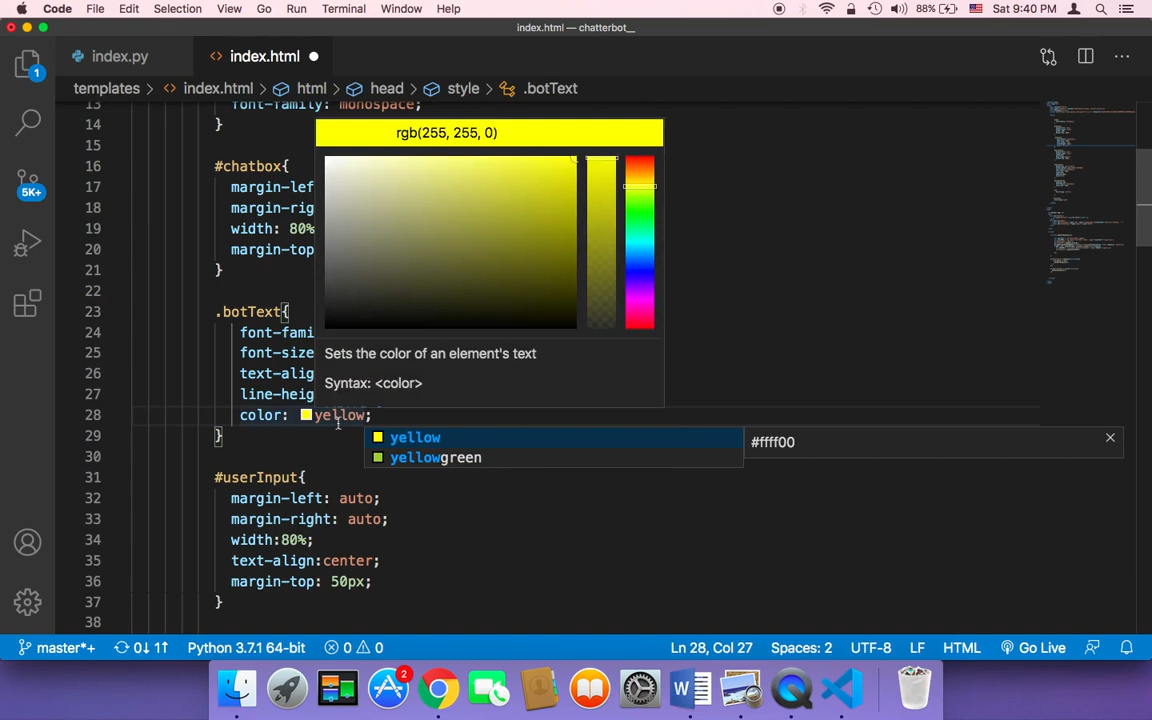 Code File Edit Selection View Go Run Terminal Window Help 88% Sat 9:40 PM
index.html — chatterbot__
index.py <> index.html
templates > <> index.html > html > head > style > .botText
13 font-family: monospace;
14 }
15
16 #chatbox{
17 margin-lef
18 margin-rig
19 width: 80%
20 margin-top
21 }
22
23 .botText{
24 font-fami
25 font-size
26 text-alig
27 line-heig
28 color: yellow;
29 }
30
31 #userInput{
32 margin-left: auto;
33 margin-right: auto;
34 width:80%;
35 text-align:center;
36 margin-top: 50px;
37 }
38
rgb(255, 255, 0)
Sets the color of an element's text
Syntax: <color>
yellow
yellowgreen
#ffff00
1
5K+
master*+ 0↓ 1↑ Python 3.7.1 64-bit 0 0 Ln 28, Col 27 Spaces: 2 UTF-8 LF HTML Go Live
2
W